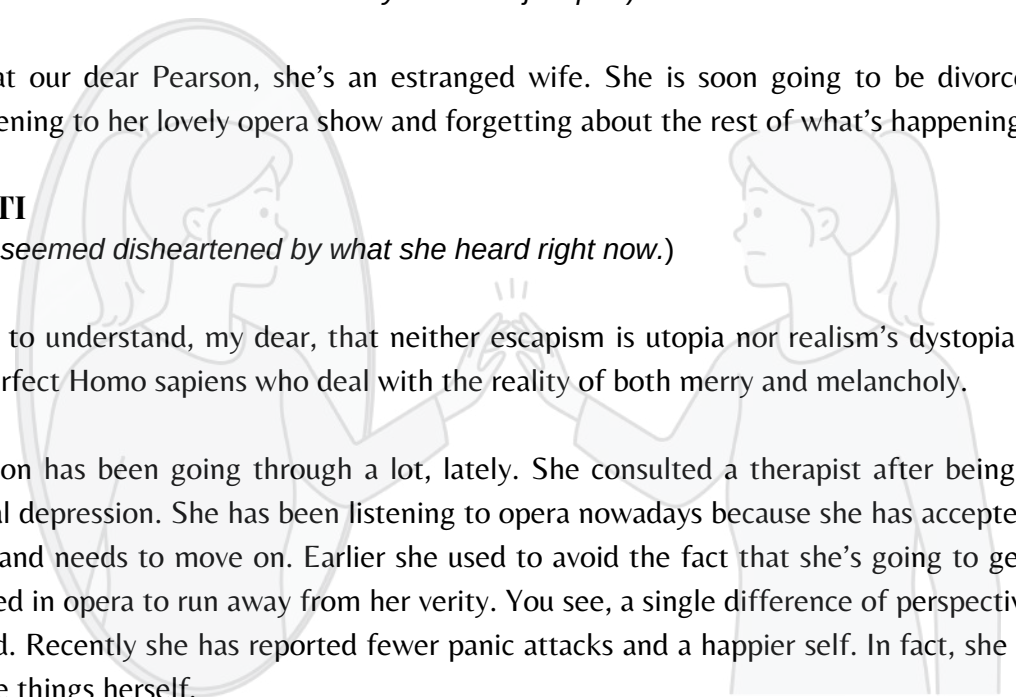 at our dear Pearson, she’s an estranged wife. She is soon going to be divorc
ening to her lovely opera show and forgetting about the rest of what’s happening
TI
seemed disheartened by what she heard right now.)
to understand, my dear, that neither escapism is utopia nor realism’s dystopia
rfect Homo sapiens who deal with the reality of both merry and melancholy.
on has been going through a lot, lately. She consulted a therapist after being
al depression. She has been listening to opera nowadays because she has accepte
and needs to move on. Earlier she used to avoid the fact that she’s going to ge
ed in opera to run away from her verity. You see, a single difference of perspectiv
d. Recently she has reported fewer panic attacks and a happier self. In fact, she
e things herself.